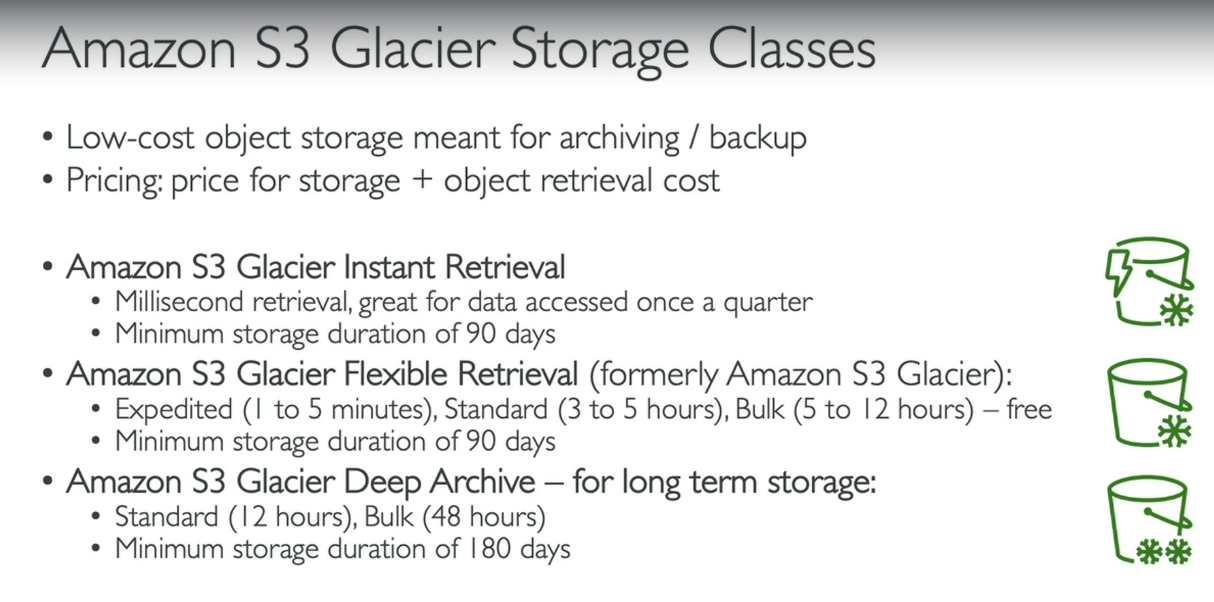 Amazon S3 Glacier Storage Classes
• Low-cost object storage meant for archiving / backup
• Pricing: price for storage + object retrieval cost
• Amazon S3 Glacier Instant Retrieval
• Millisecond retrieval, great for data accessed once a quarter
• Minimum storage duration of 90 days
• Amazon S3 Glacier Flexible Retrieval (formerly Amazon S3 Glacier):
• Expedited (1 to 5 minutes), Standard (3 to 5 hours), Bulk (5 to 12 hours) – free
• Minimum storage duration of 90 days
• Amazon S3 Glacier Deep Archive – for long term storage:
• Standard (12 hours), Bulk (48 hours)
• Minimum storage duration of 180 days